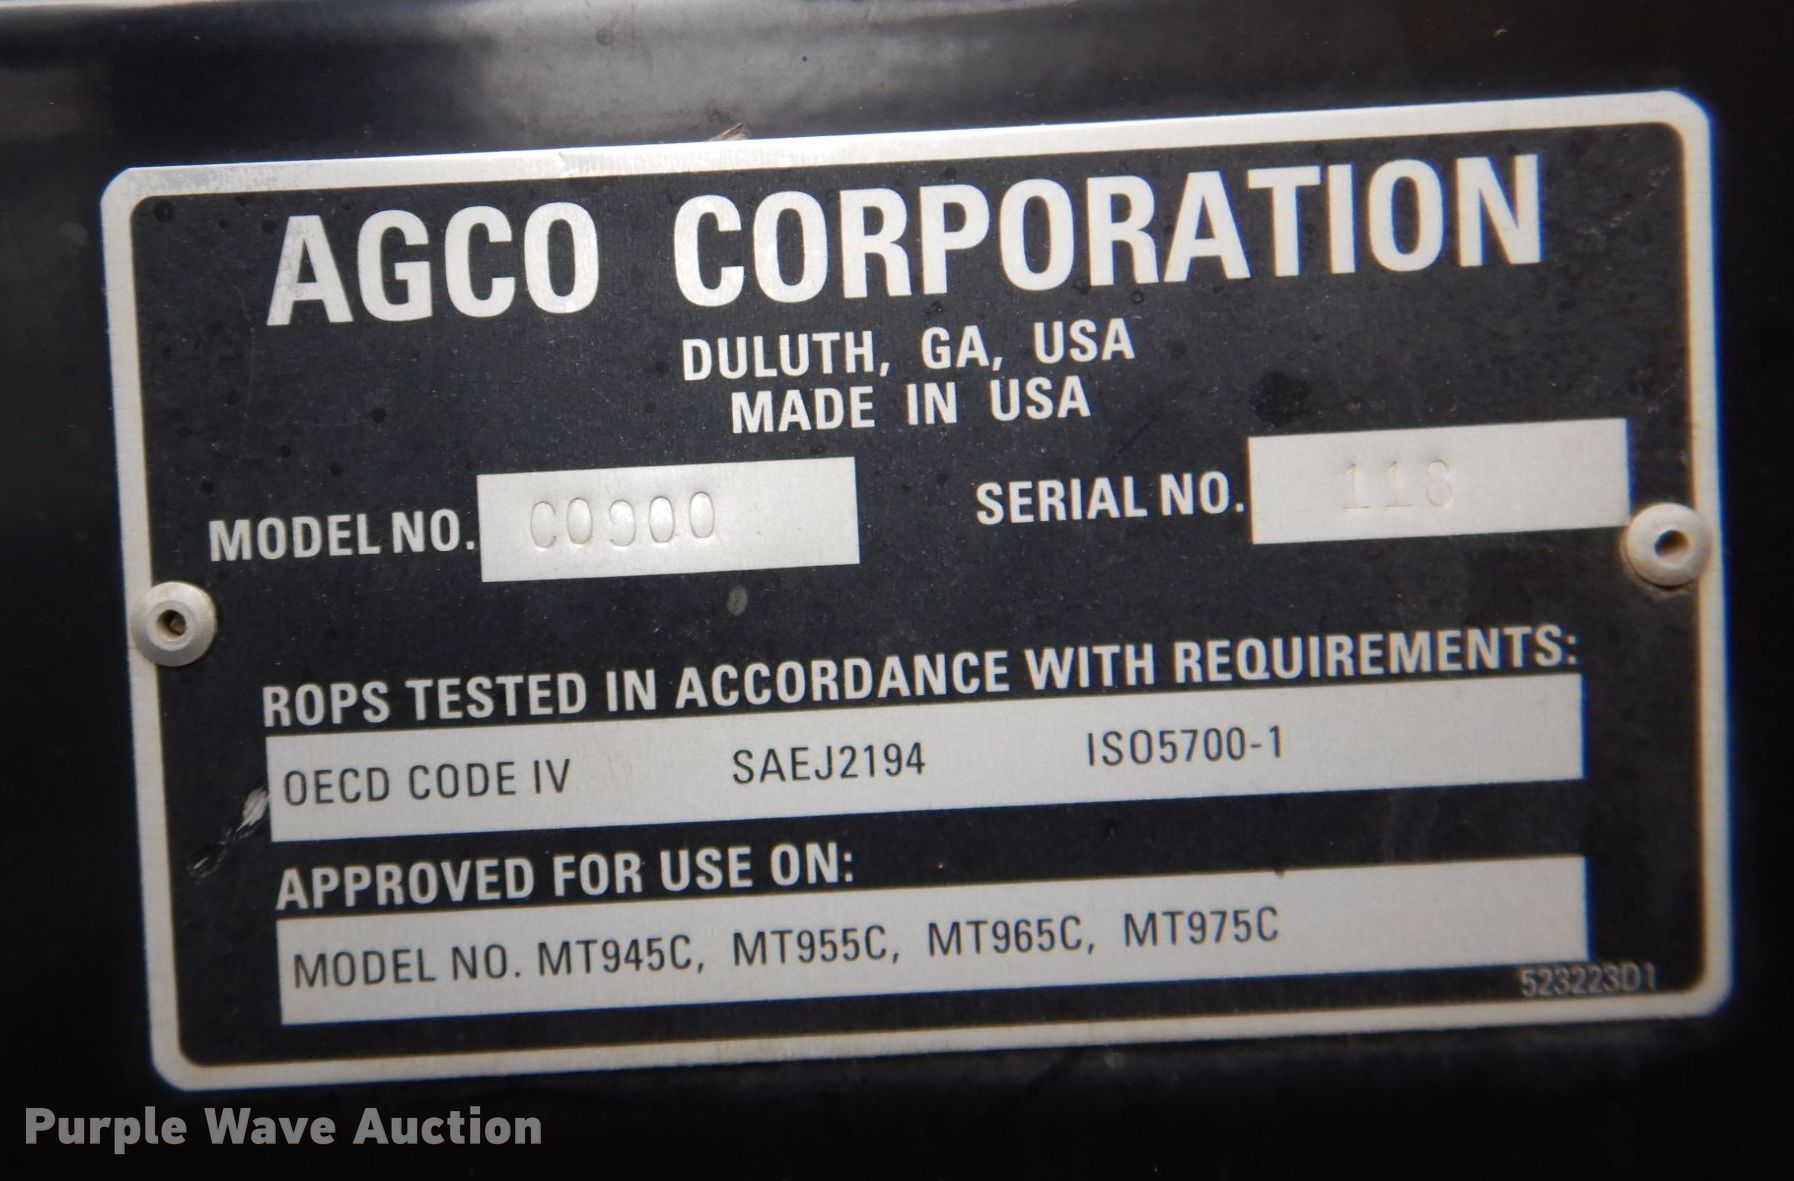 AGCO CORPORATION
DULUTH, GA, USA
MADE IN USA
MODEL NO. C0900 SERIAL NO. 118
ROPS TESTED IN ACCORDANCE WITH REQUIREMENTS:
OECD CODE IV SAEJ2194 ISO5700-1
APPROVED FOR USE ON:
MODEL NO. MT945C, MT955C, MT965C, MT975C
523223D1
Purple Wave Auction